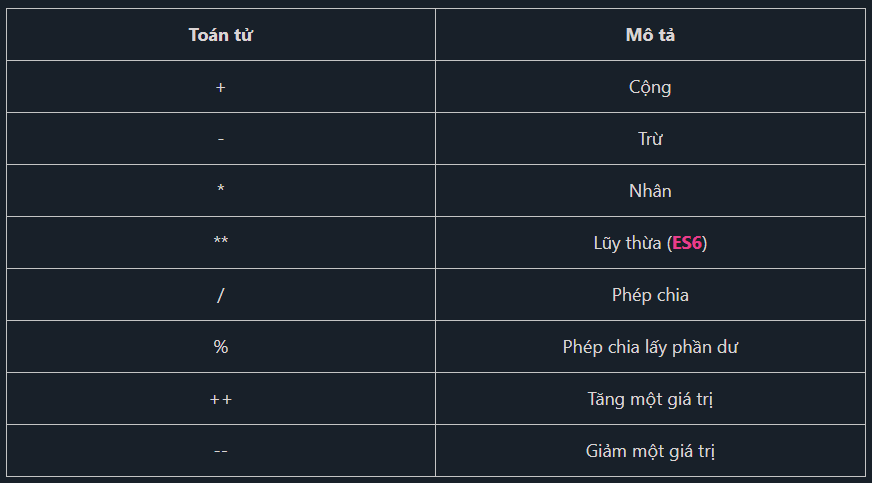 Toán tử Mô tả
+ Cộng
- Trừ
* Nhân
** Lũy thừa (ES6)
/ Phép chia
% Phép chia lấy phần dư
++ Tăng một giá trị
-- Giảm một giá trị